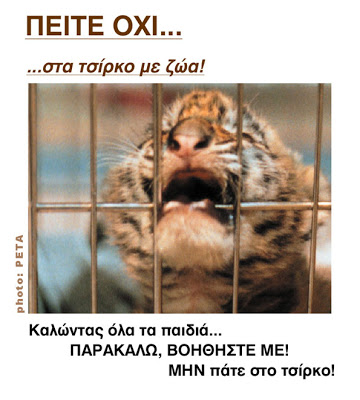 ΠΕΙΤΕ ΟΧΙ...
...στα τσίρκο με ζώα!
photo: PETA
Καλώντας όλα τα παιδιά...
ΠΑΡΑΚΑΛΩ, ΒΟΗΘΗΣΤΕ ΜΕ!
ΜΗΝ πάτε στο τσίρκο!